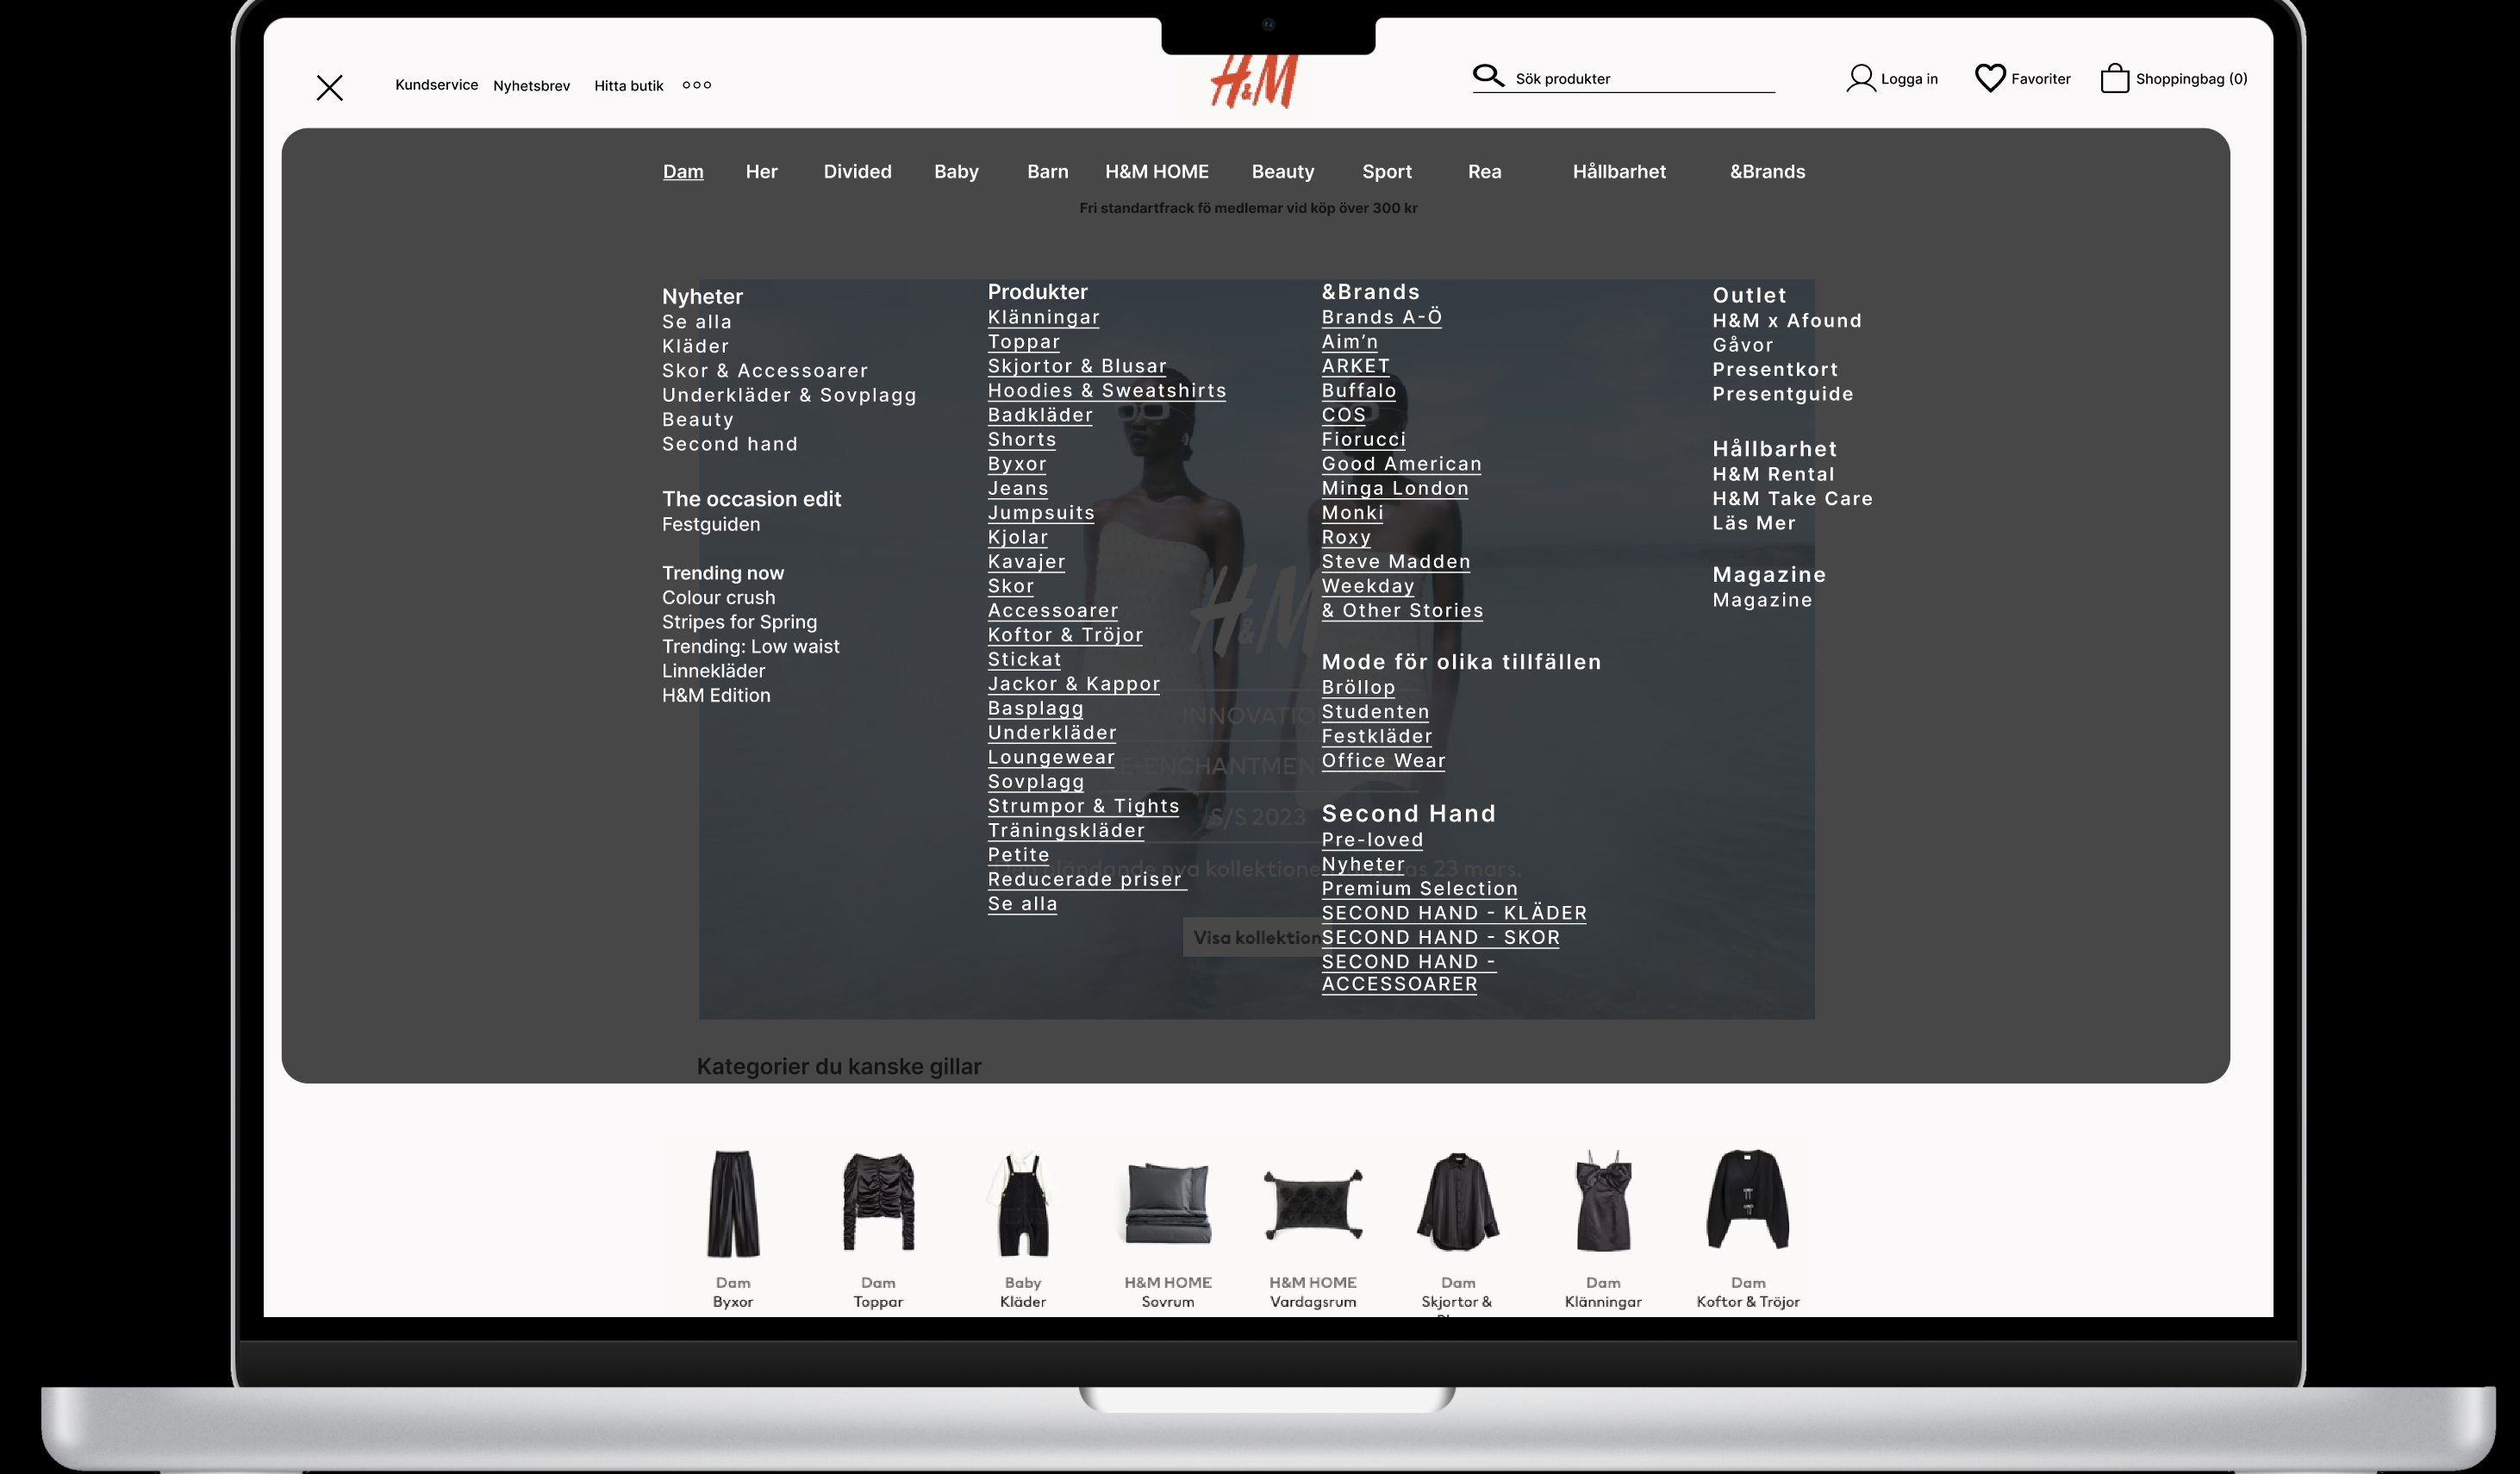 Kundservice Nyhetsbrev Hitta butik
H&M
Sök produkter
Logga in
Favoriter
Shoppingbag (0)
Dam Her Divided Baby Barn H&M HOME Beauty Sport Rea Hållbarhet &Brands
Fri standartfrack fö medlemar vid köp över 300 kr
Nyheter
Se alla
Kläder
Skor & Accessoarer
Underkläder & Sovplagg
Beauty
Second hand
The occasion edit
Festguiden
Trending now
Colour crush
Stripes for Spring
Trending: Low waist
Linnekläder
H&M Edition
Produkter
Klänningar
Toppar
Skjortor & Blusar
Hoodies & Sweatshirts
Badkläder
Shorts
Byxor
Jeans
Jumpsuits
Kjolar
Kavajer
Skor
Accessoarer
Koftor & Tröjor
Stickat
Jackor & Kappor
Basplagg
Underkläder
Loungewear
Sovplagg
Strumpor & Tights
Träningskläder
Petite
Reducerade priser
Se alla
&Brands
Brands A-Ö
Aim’n
ARKET
Buffalo
COS
Fiorucci
Good American
Minga London
Monki
Roxy
Steve Madden
Weekday
& Other Stories
Mode för olika tillfällen
Bröllop
Studenten
Festkläder
Office Wear
Second Hand
Pre-loved
Nyheter
Premium Selection
SECOND HAND - KLÄDER
SECOND HAND - SKOR
SECOND HAND -
ACCESSOARER
Outlet
H&M x Afound
Gåvor
Presentkort
Presentguide
Hållbarhet
H&M Rental
H&M Take Care
Läs Mer
Magazine
Magazine
H&M
S/S 2023
nya 23 mars.
Visa kollektion
Kategorier du kanske gillar
Dam
Byxor
Dam
Toppar
Baby
Kläder
H&M HOME
Sovrum
H&M HOME
Vardagsrum
Dam
Skjortor &
Dam
Klänningar
Dam
Koftor & Tröjor